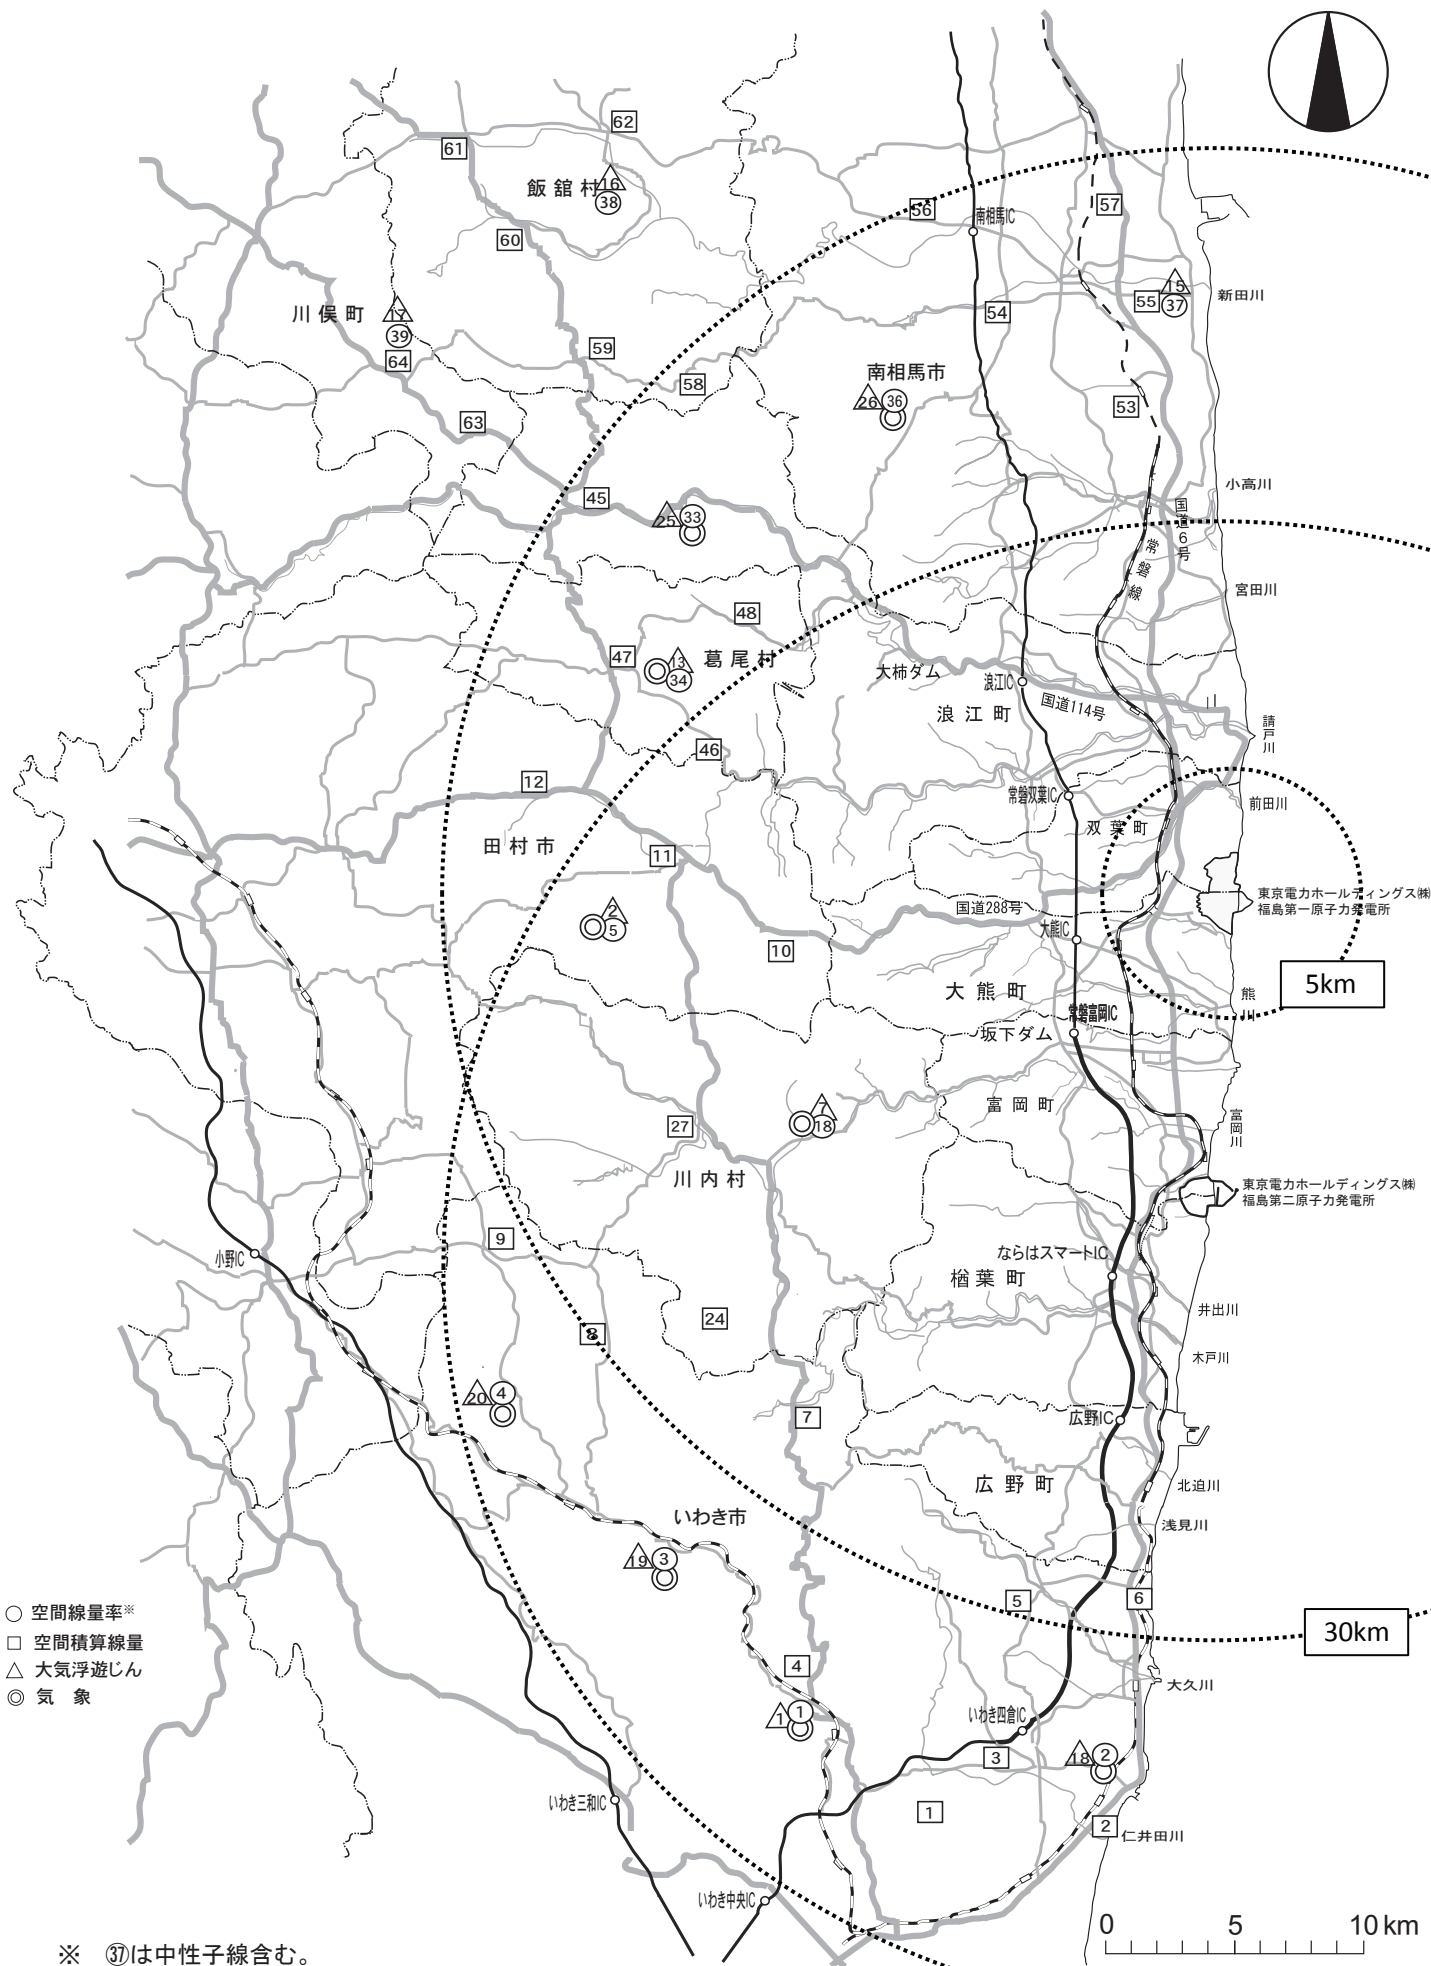 62
61
飯舘村
16
38
60
56
57
南相馬IC
15
55
37
新田川
川俣町
17
39
64
54
59
58
南相馬市
26
36
53
63
小高川
45
25
33
国道6号
常磐線
宮田川
48
47
13
34
葛尾村
大柿ダム
浪江IC
国道114号
川
浪江町
請戸川
46
12
常磐双葉IC
前田川
双葉町
田村市
11
東京電力ホールディングス㈱
福島第一原子力発電所
国道288号
2
5
大熊IC
10
5km
大熊町
熊川
常磐富岡IC
坂下ダム
富岡町
7
18
27
富岡川
川内村
東京電力ホールディングス㈱
福島第二原子力発電所
9
小野IC
ならはスマートIC
楢葉町
井出川
24
8
木戸川
20
4
7
広野IC
広野町
北迫川
いわき市
浅見川
19
3
5
6
○ 空間線量率※
□ 空間積算線量
△ 大気浮遊じん
◎ 気 象
30km
4
大久川
1
1
いわき四倉IC
3
18
2
いわき三和IC
1
2
仁井田川
いわき中央IC
0 5 10km
※ ㊲は中性子線含む。